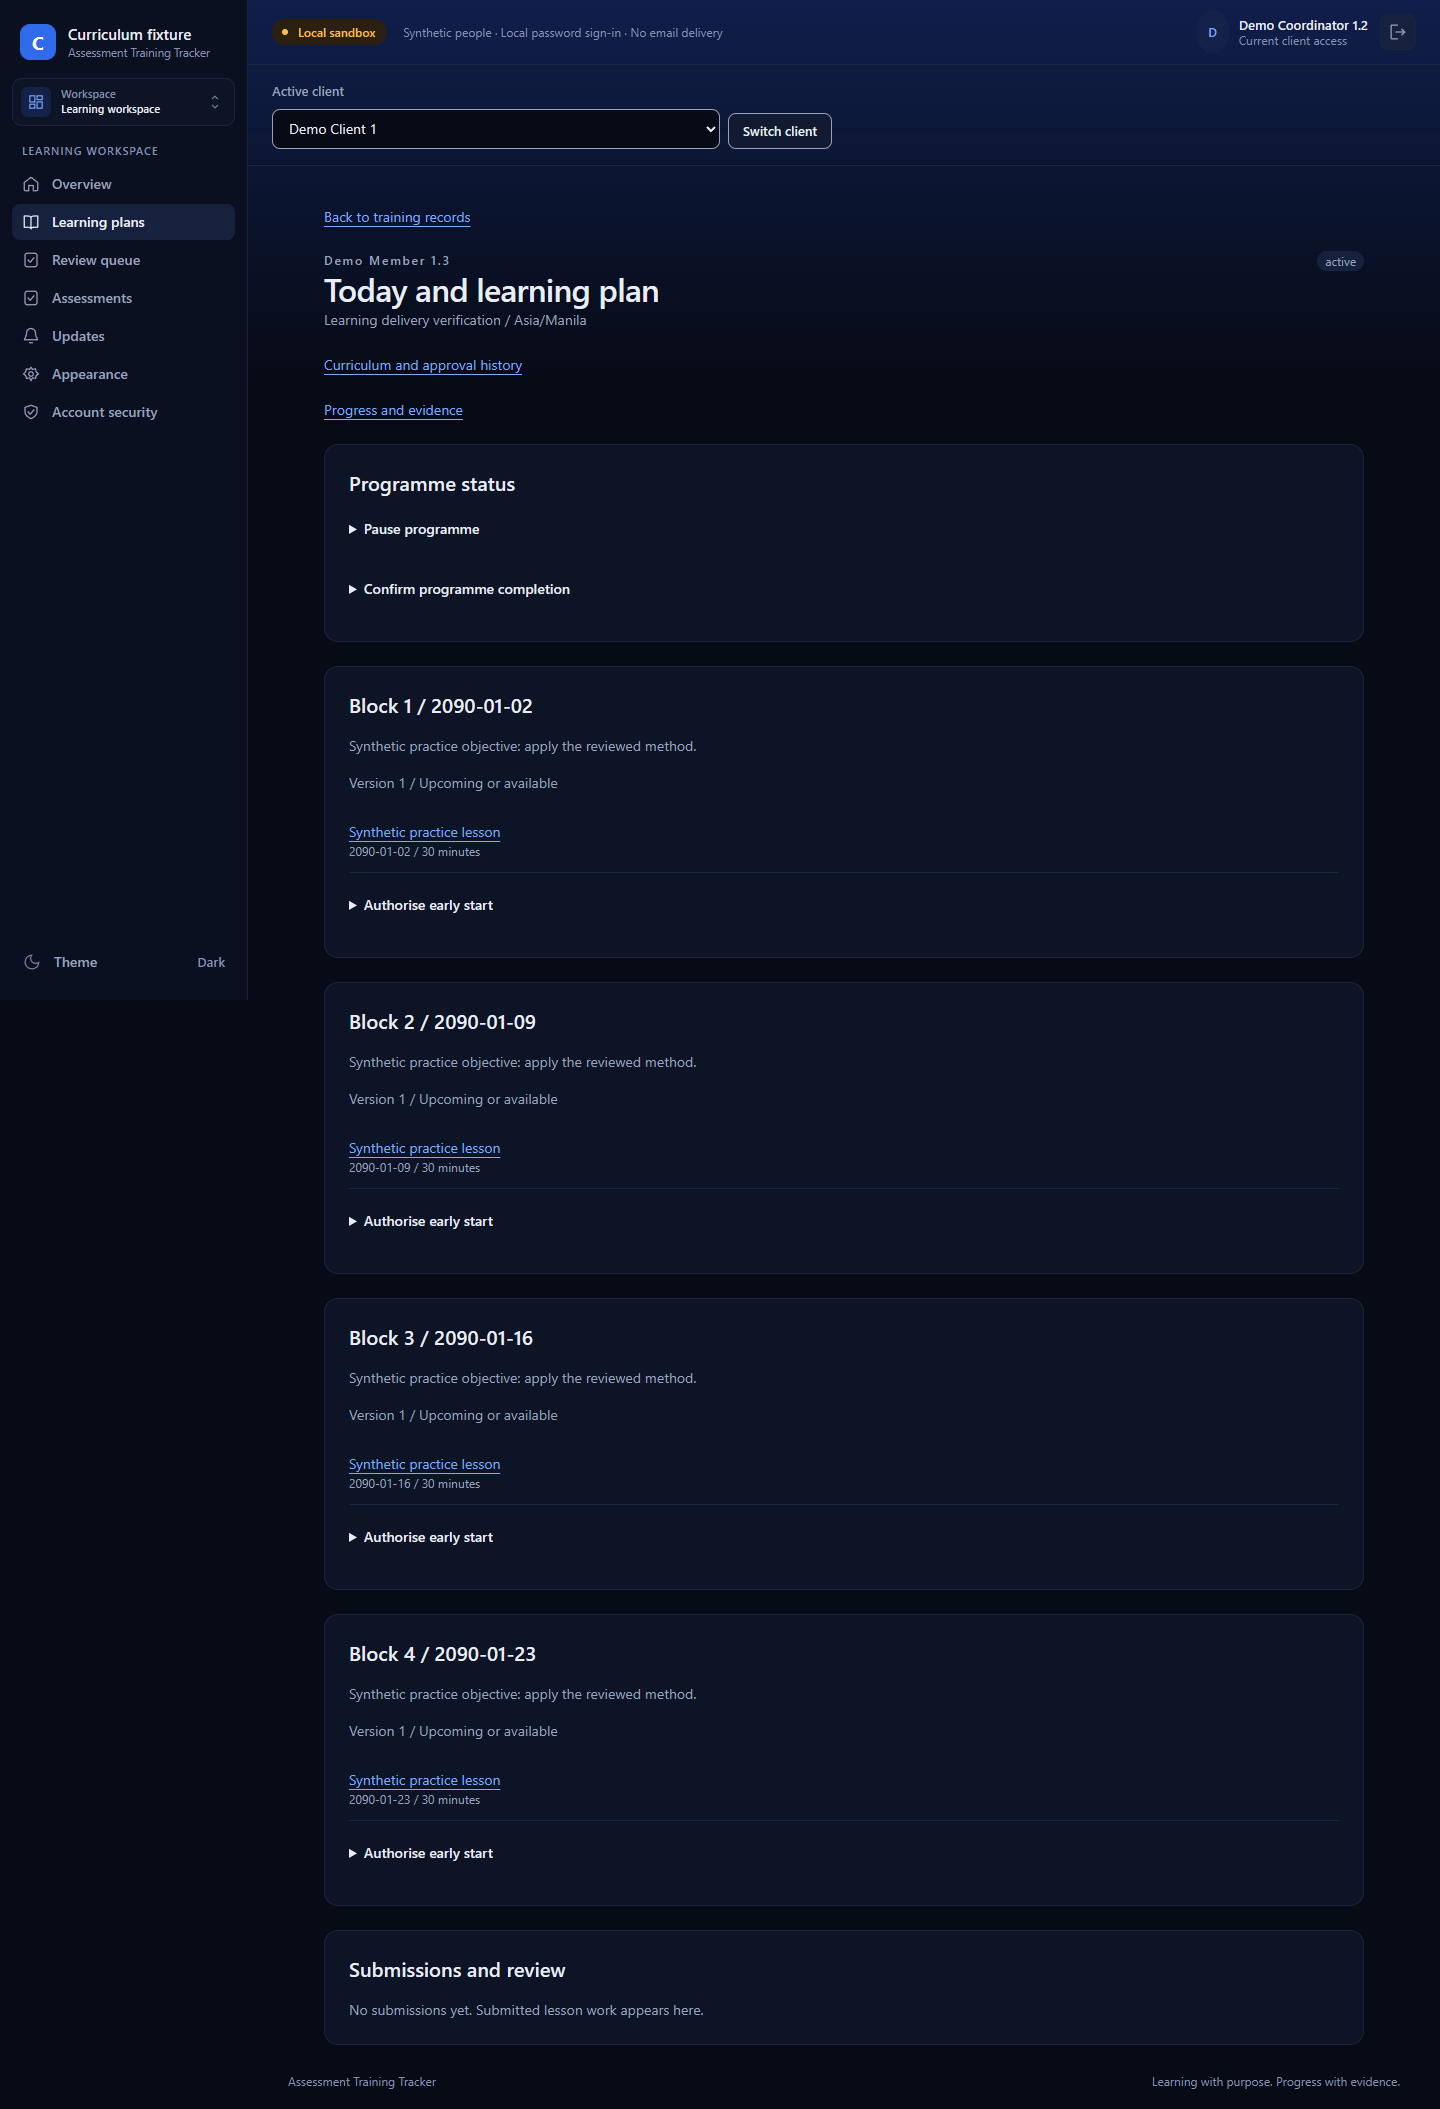 C
Curriculum fixture
Assessment Training Tracker
Workspace
Learning workspace
LEARNING WORKSPACE
Overview
Learning plans
Review queue
Assessments
Updates
Appearance
Account security
Theme
Dark
Local sandbox
Synthetic people · Local password sign-in · No email delivery
D
Demo Coordinator 1.2
Current client access
Active client
Demo Client 1
Switch client
Back to training records
Demo Member 1.3
active
Today and learning plan
Learning delivery verification / Asia/Manila
Curriculum and approval history
Progress and evidence
Programme status
Pause programme
Confirm programme completion
Block 1 / 2090-01-02
Synthetic practice objective: apply the reviewed method.
Version 1 / Upcoming or available
Synthetic practice lesson
2090-01-02 / 30 minutes
Authorise early start
Block 2 / 2090-01-09
Synthetic practice objective: apply the reviewed method.
Version 1 / Upcoming or available
Synthetic practice lesson
2090-01-09 / 30 minutes
Authorise early start
Block 3 / 2090-01-16
Synthetic practice objective: apply the reviewed method.
Version 1 / Upcoming or available
Synthetic practice lesson
2090-01-16 / 30 minutes
Authorise early start
Block 4 / 2090-01-23
Synthetic practice objective: apply the reviewed method.
Version 1 / Upcoming or available
Synthetic practice lesson
2090-01-23 / 30 minutes
Authorise early start
Submissions and review
No submissions yet. Submitted lesson work appears here.
Assessment Training Tracker
Learning with purpose. Progress with evidence.